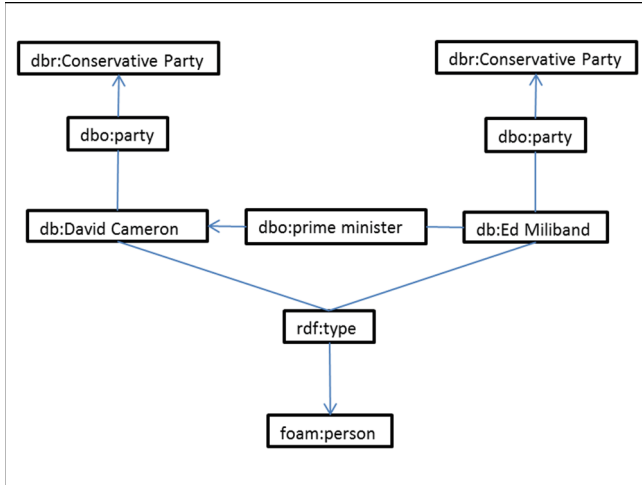 dbr:Conservative Party
dbr:Conservative Party
dbo:party
dbo:party
db:David Cameron
dbo:prime minister
db:Ed Miliband
rdf:type
foam:person